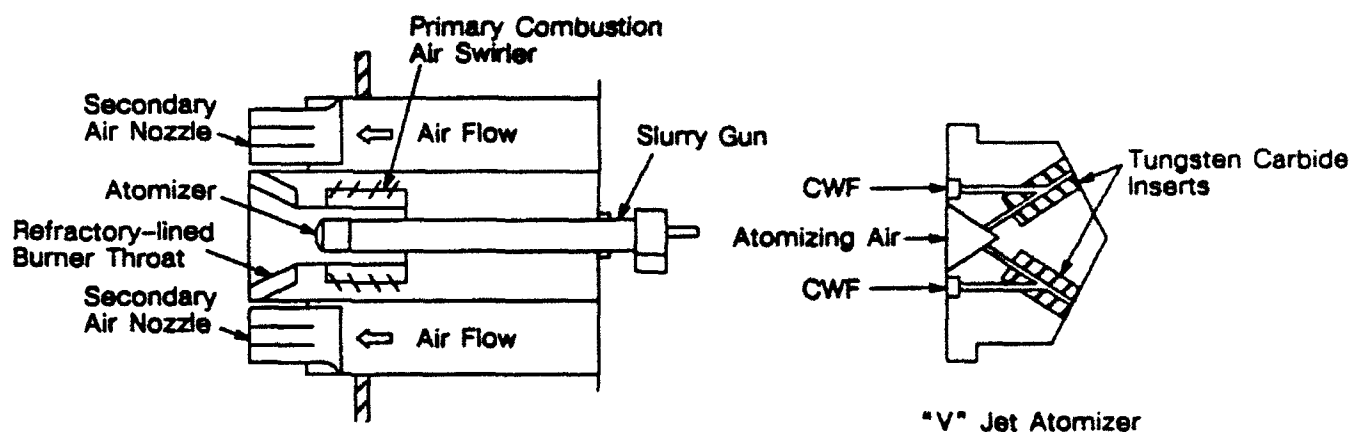 Primary Combustion
Air Swirler
Secondary
Air Nozzle
Air Flow
Slurry Gun
Atomizer
Refractory-lined
Burner Throat
Secondary
Air Nozzle
Air Flow
CWF
Tungsten Carbide
Inserts
Atomizing Air
CWF
"V" Jet Atomizer